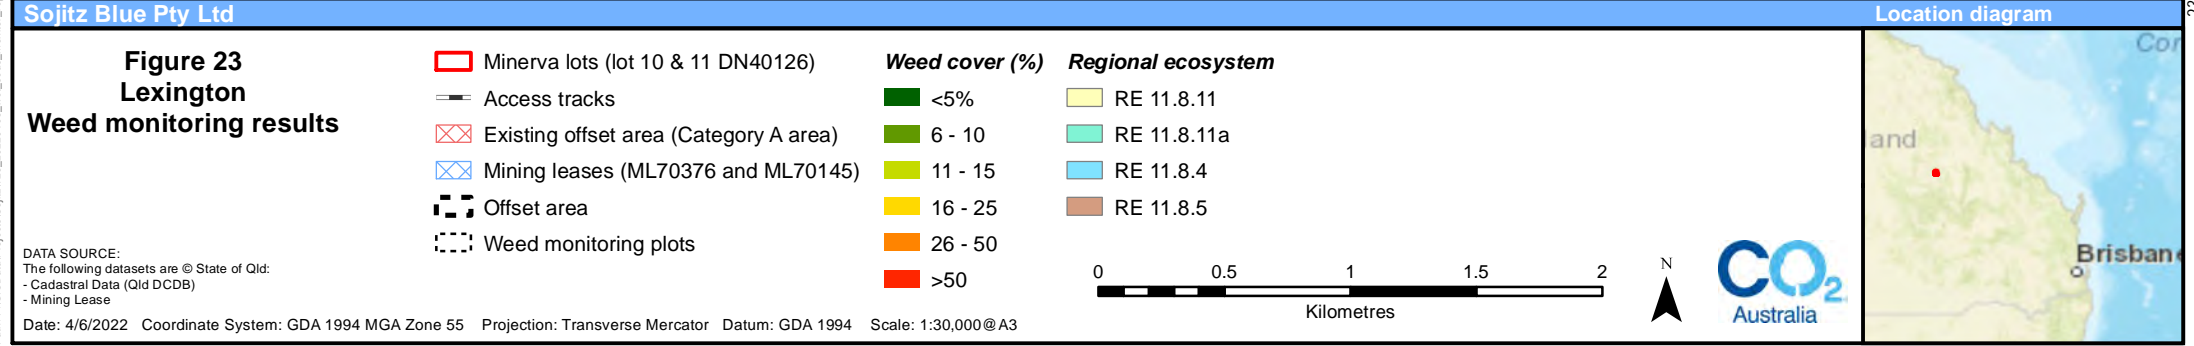 Sojitz Blue Pty Ltd
Location diagram
Figure 23
Lexington
Weed monitoring results
DATA SOURCE:
The following datasets are © State of Qld:
- Cadastral Data (Qld DCDB)
- Mining Lease
Minerva lots (lot 10 & 11 DN40126)
Access tracks
Existing offset area (Category A area)
Mining leases (ML70376 and ML70145)
Offset area
Weed monitoring plots
Weed cover (%)
<5%
6 - 10
11 - 15
16 - 25
26 - 50
>50
Regional ecosystem
RE 11.8.11
RE 11.8.11a
RE 11.8.4
RE 11.8.5
0 0.5 1 1.5 2
Kilometres
N
CO2
Australia
Date: 4/6/2022 Coordinate System: GDA 1994 MGA Zone 55 Projection: Transverse Mercator Datum: GDA 1994 Scale: 1:30,000@A3
Cor
and
Brisbane